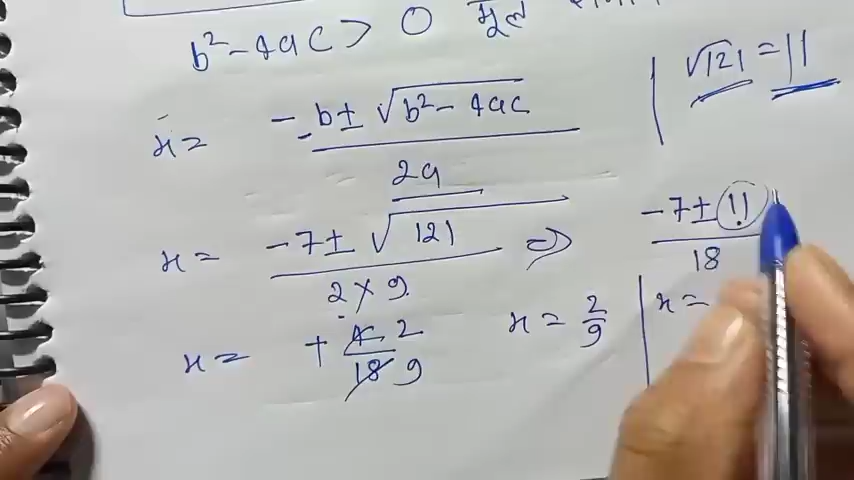 b² - 4ac > 0
√121 = 11
x = (-b ± √(b² - 4ac)) / 2a
x = (-7 ± √121) / (2 × 9) ⇒ (-7 ± 11) / 18
x = + 4/18 2/9 x = 2/9 | x =